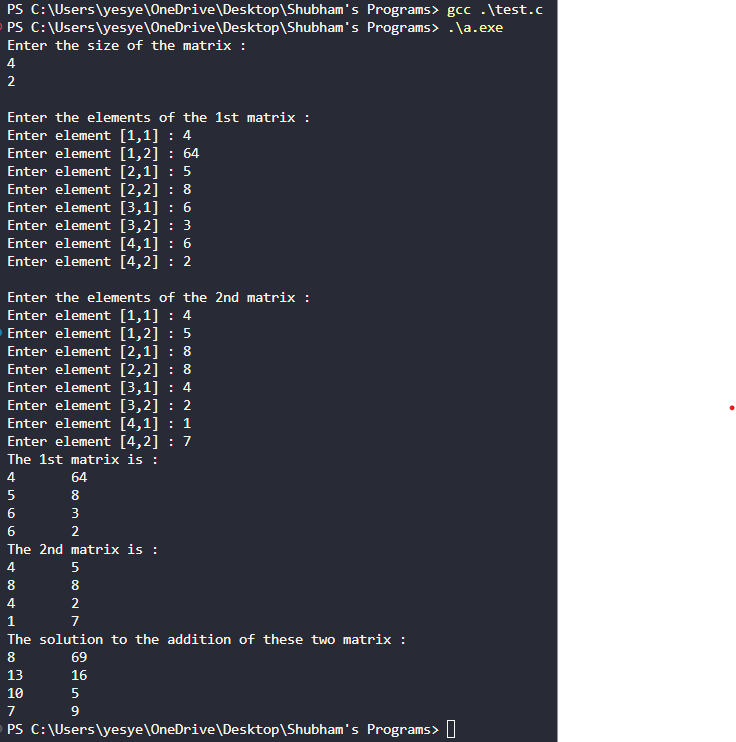 PS C:\Users\yesye\OneDrive\Desktop\Shubham's Programs> gcc .\test.c
PS C:\Users\yesye\OneDrive\Desktop\Shubham's Programs> .\a.exe
Enter the size of the matrix :
4
2
Enter the elements of the 1st matrix :
Enter element [1,1] : 4
Enter element [1,2] : 64
Enter element [2,1] : 5
Enter element [2,2] : 8
Enter element [3,1] : 6
Enter element [3,2] : 3
Enter element [4,1] : 6
Enter element [4,2] : 2
Enter the elements of the 2nd matrix :
Enter element [1,1] : 4
Enter element [1,2] : 5
Enter element [2,1] : 8
Enter element [2,2] : 8
Enter element [3,1] : 4
Enter element [3,2] : 2
Enter element [4,1] : 1
Enter element [4,2] : 7
The 1st matrix is :
4 64
5 8
6 3
6 2
The 2nd matrix is :
4 5
8 8
4 2
1 7
The solution to the addition of these two matrix :
8 69
13 16
10 5
7 9
PS C:\Users\yesye\OneDrive\Desktop\Shubham's Programs>